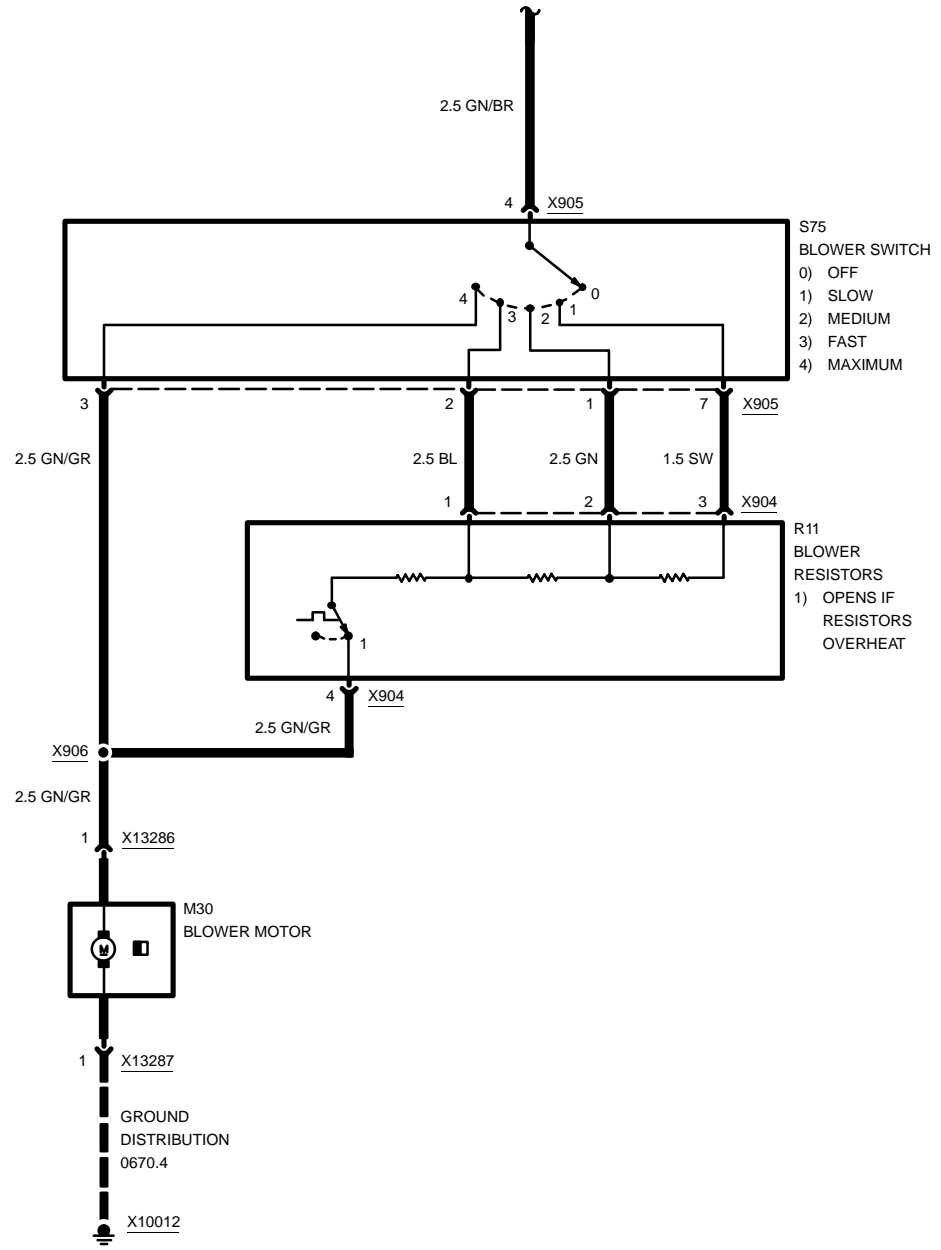 2.5 GN/BR
4 X905
S75
BLOWER SWITCH
0) OFF
1) SLOW
2) MEDIUM
3) FAST
4) MAXIMUM
4 3 2 1 0
3 2 1 7 X905
2.5 GN/GR 2.5 BL 2.5 GN 1.5 SW
1 2 3 X904
R11
BLOWER
RESISTORS
1) OPENS IF
RESISTORS
OVERHEAT
1
4 X904
2.5 GN/GR
X906
2.5 GN/GR
1 X13286
M30
BLOWER MOTOR
M
1 X13287
GROUND
DISTRIBUTION
0670.4
X10012